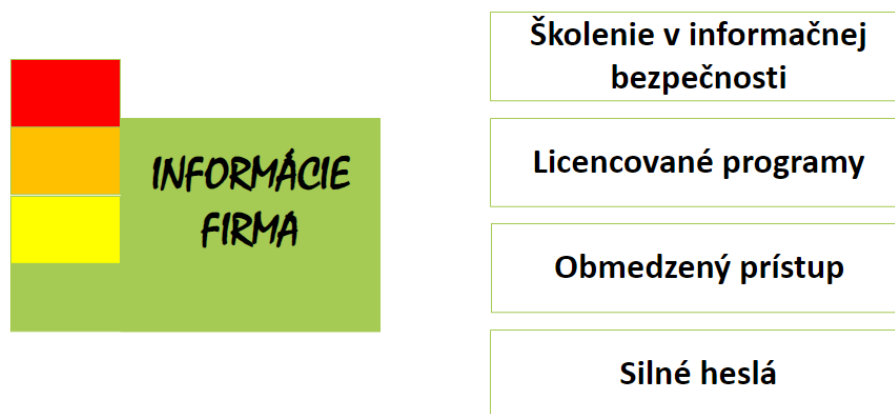 INFORMÁCIE
FIRMA
Školenie v informačnej
bezpečnosti
Licencované programy
Obmedzený prístup
Silné heslá